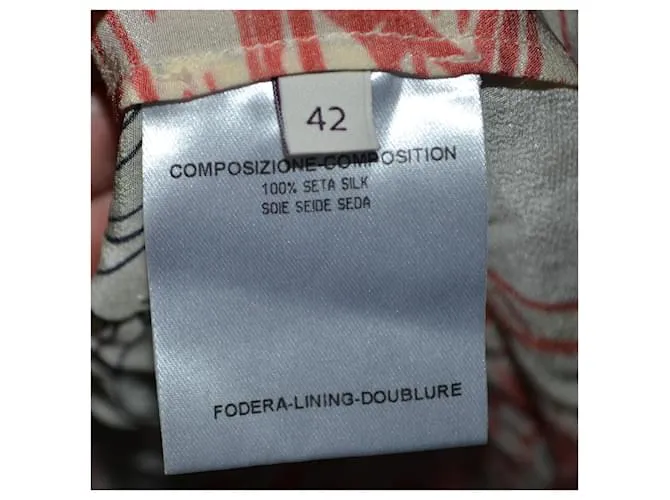 42
COMPOSIZIONE-COMPOSITION
100% SETA SILK
SOIE SEIDE SEDA
FODERA-LINING-DOUBLURE